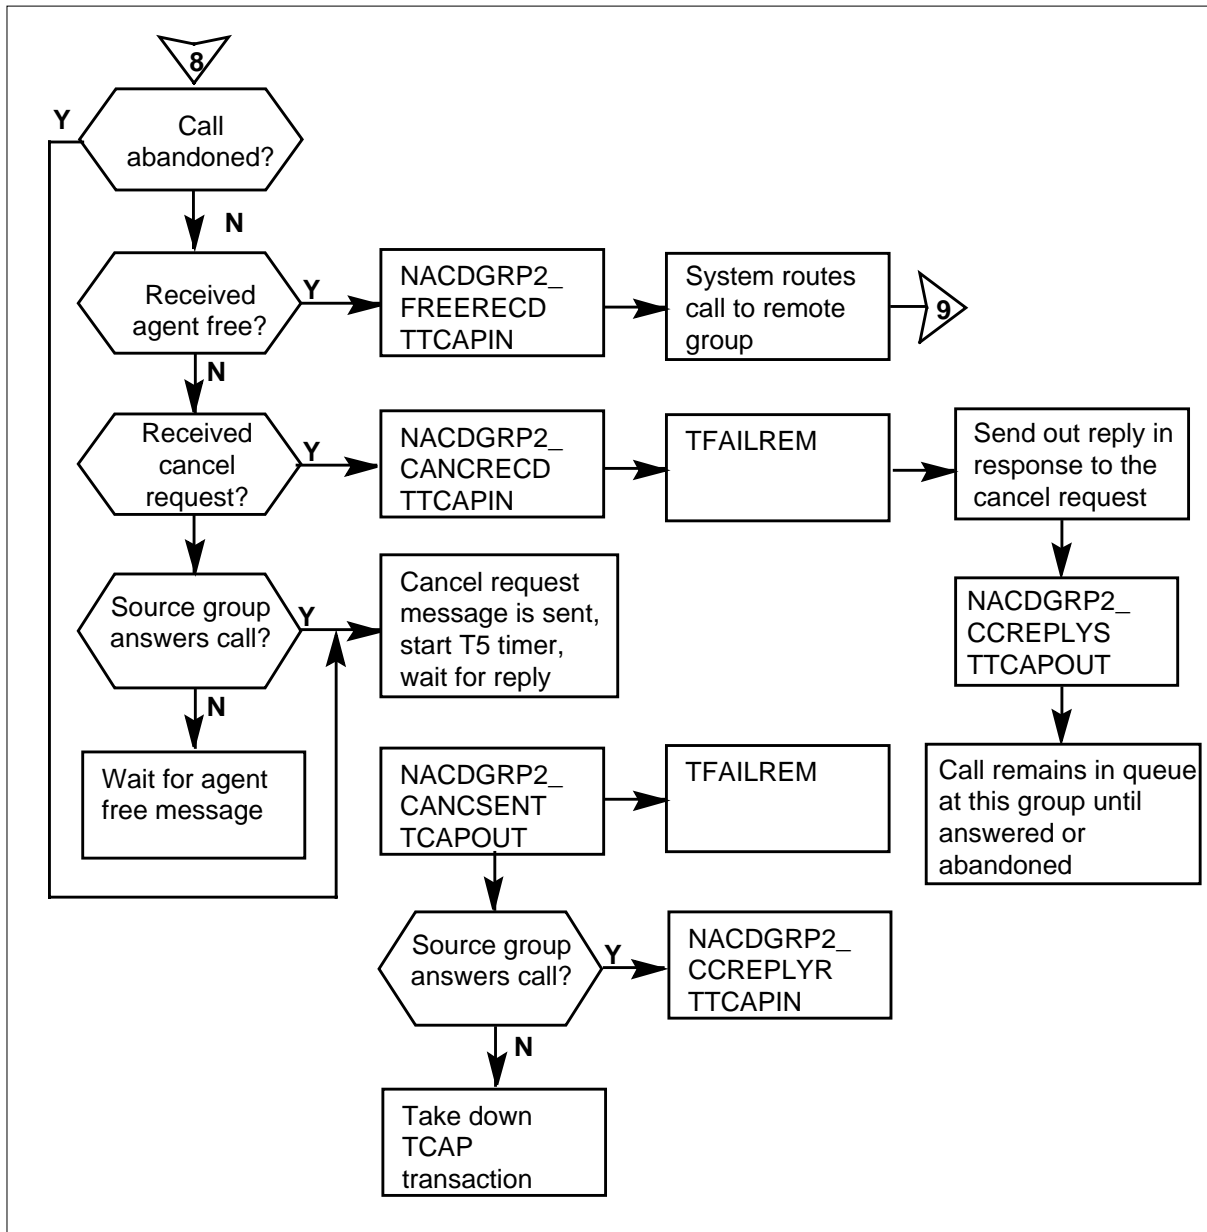 8
Y
Call
abandoned?
N
Received
agent free?
Y
NACDGRP2_
FREERECD
TTCAPIN
System routes
call to remote
group
9
N
Received
cancel
request?
Y
NACDGRP2_
CANCRECD
TTCAPIN
TFAILREM
Send out reply in
response to the
cancel request
Source group
answers call?
Y
Cancel request
message is sent,
start T5 timer,
wait for reply
NACDGRP2_
CCREPLYS
TTCAPOUT
N
Wait for agent
free message
NACDGRP2_
CANCSENT
TCAPOUT
TFAILREM
Call remains in queue
at this group until
answered or
abandoned
Source group
answers call?
Y
NACDGRP2_
CCREPLYR
TTCAPIN
N
Take down
TCAP
transaction